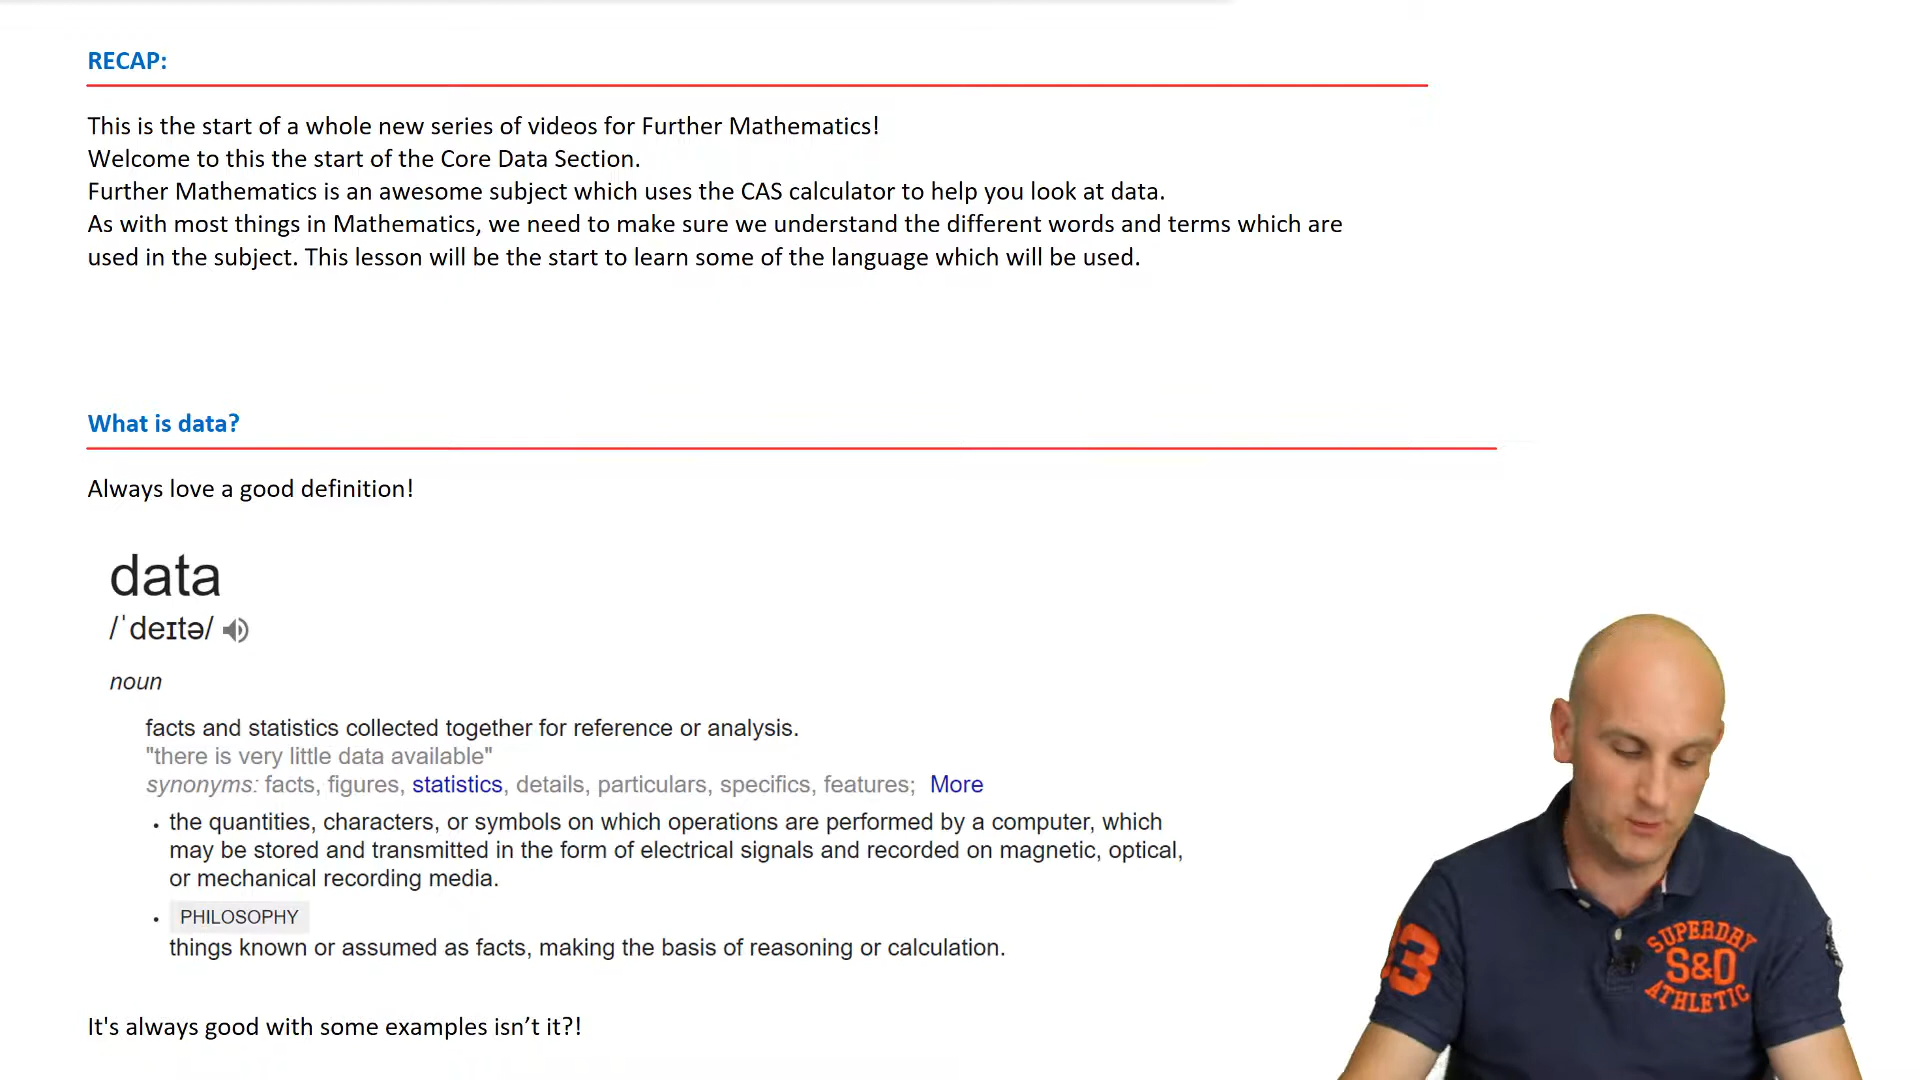 RECAP:
This is the start of a whole new series of videos for Further Mathematics!
Welcome to this the start of the Core Data Section.
Further Mathematics is an awesome subject which uses the CAS calculator to help you look at data.
As with most things in Mathematics, we need to make sure we understand the different words and terms which are
used in the subject. This lesson will be the start to learn some of the language which will be used.
What is data?
Always love a good definition!
data
/ˈdeɪtə/
noun
facts and statistics collected together for reference or analysis.
"there is very little data available"
synonyms: facts, figures, statistics, details, particulars, specifics, features; More
• the quantities, characters, or symbols on which operations are performed by a computer, which
may be stored and transmitted in the form of electrical signals and recorded on magnetic, optical,
or mechanical recording media.
• PHILOSOPHY
things known or assumed as facts, making the basis of reasoning or calculation.
It's always good with some examples isn’t it?!
SUPERDRY
S&D
ATHLETIC
3